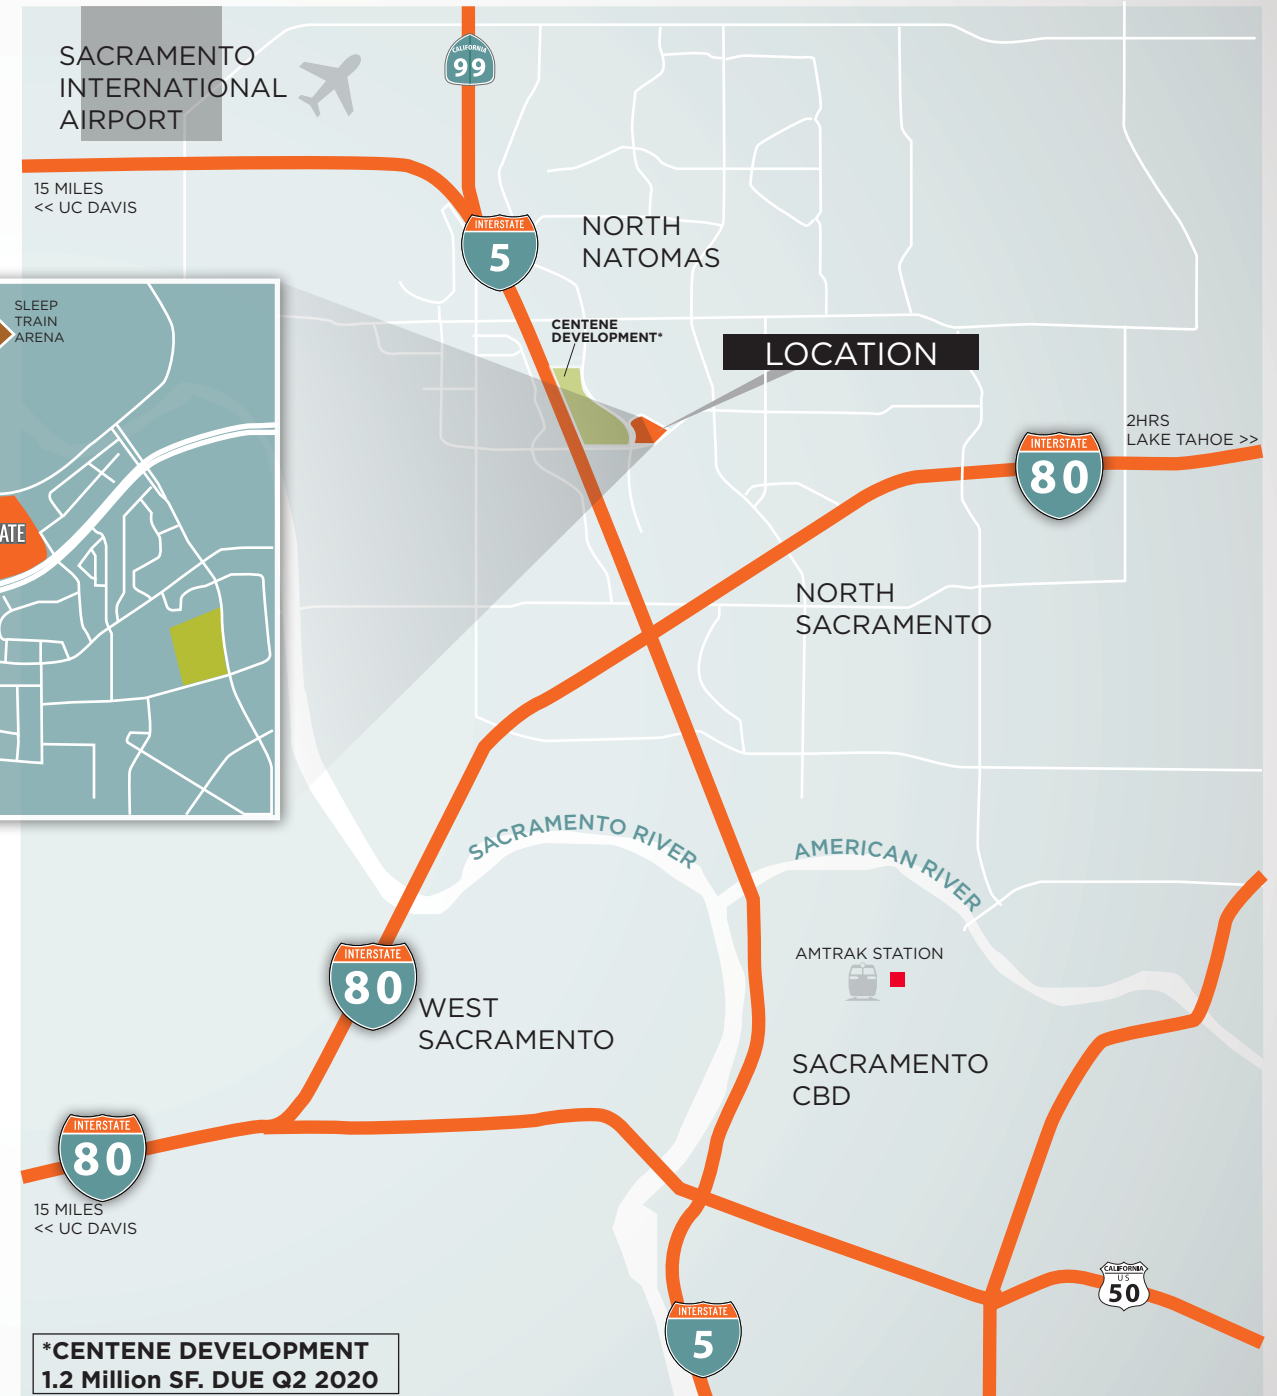 SACRAMENTO
INTERNATIONAL
AIRPORT
CALIFORNIA
99
15 MILES
<< UC DAVIS
INTERSTATE
5
NORTH
NATOMAS
SLEEP
TRAIN
ARENA
CENTENE
DEVELOPMENT*
LOCATION
2HRS
LAKE TAHOE >>
INTERSTATE
80
ATE
NORTH
SACRAMENTO
SACRAMENTO RIVER
AMERICAN RIVER
AMTRAK STATION
INTERSTATE
80
WEST
SACRAMENTO
SACRAMENTO
CBD
INTERSTATE
80
15 MILES
<< UC DAVIS
CALIFORNIA
US
50
INTERSTATE
5
*CENTENE DEVELOPMENT
1.2 Million SF. DUE Q2 2020